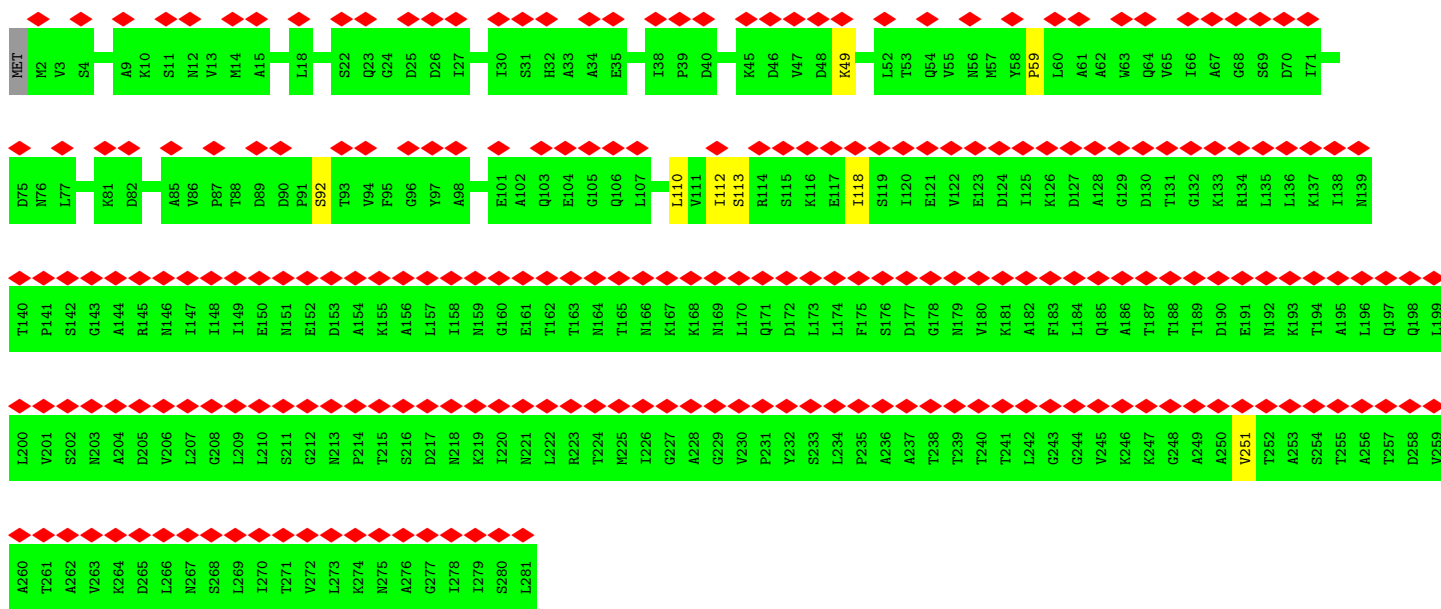 MET M2 V3 S4 A9 K10 S11 N12 V13 M14 A15 L18 S22 Q23 G24 D25 D26 I27 I30 S31 H32 A33 A34 E35 I38 P39 D40 K45 D46 V47 D48 K49 L52 T53 Q54 V55 N56 M57 Y58 P59 L60 A61 A62 W63 Q64 V65 I66 A67 G68 S69 D70 I71
D75 N76 L77 K81 D82 A85 V86 P87 T88 D89 D90 P91 S92 T93 V94 F95 G96 Y97 A98 E101 A102 Q103 E104 G105 Q106 L107 L110 V111 I112 S113 R114 S115 K116 E117 I118 S119 I120 E121 V122 E123 D124 I125 K126 D127 A128 G129 D130 T131 G132 K133 R134 L135 L136 K137 I138 N139
T140 P141 S142 G143 A144 R145 N146 I147 I148 I149 E150 N151 E152 D153 A154 K155 A156 L157 I158 N159 G160 E161 T162 T163 N164 T165 N166 K167 K168 N169 L170 Q171 D172 L173 L174 F175 S176 D177 G178 N179 V180 K181 A182 F183 L184 Q185 A186 T187 T188 T189 D190 E191 N192 K193 T194 A195 L196 Q197 Q198 L199
L200 V201 S202 N203 A204 D205 V206 L207 G208 L209 L210 S211 G212 N213 P214 T215 S216 D217 N218 K219 I220 N221 L222 R223 T224 M225 I226 G227 A228 G229 V230 P231 Y232 S233 L234 P235 A236 A237 T238 T239 T240 T241 L242 G243 G244 V245 K246 K247 G248 A249 A250 V251 T252 A253 S254 T255 A256 T257 D258 V259
A260 T261 A262 V263 K264 D265 L266 N267 S268 L269 I270 T271 V272 L273 K274 N275 A276 G277 I278 I279 S280 L281